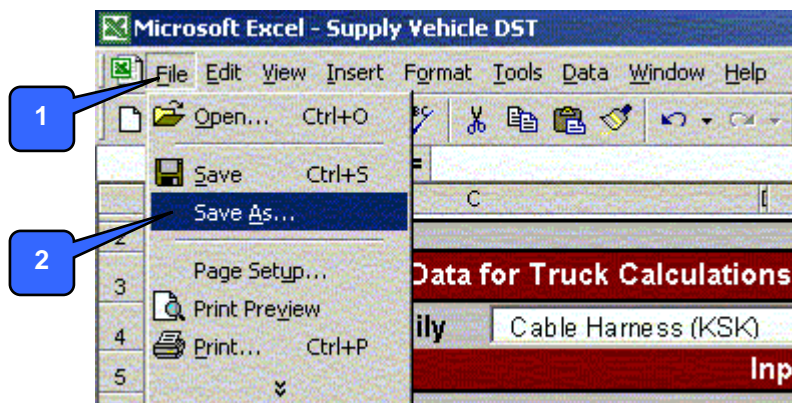 Microsoft Excel - Supply Vehicle DST
File Edit View Insert Format Tools Data Window Help
1
Open... Ctrl+O
Save Ctrl+S
=
C
Save As...
2
2
Page Setup...
3
Data for Truck Calculations
Print Preview
4
ily Cable Harness (KSK)
Print... Ctrl+P
5
Inp